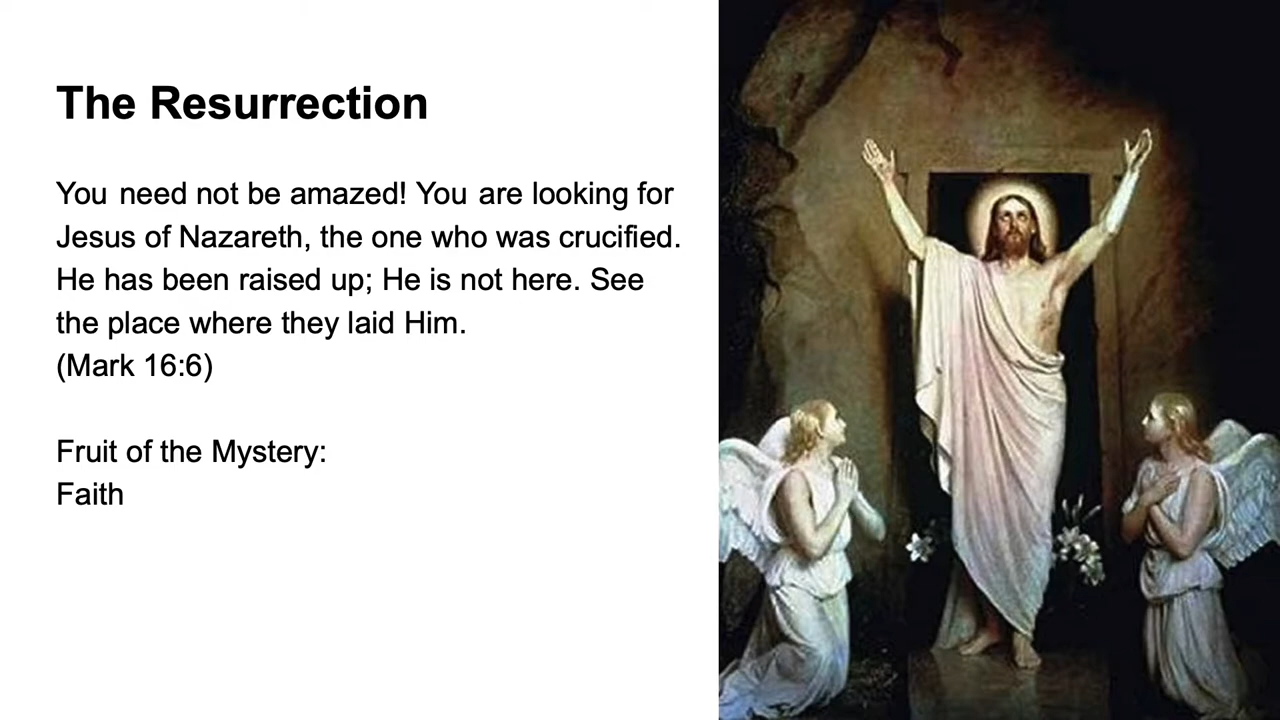 The Resurrection
You need not be amazed! You are looking for
Jesus of Nazareth, the one who was crucified.
He has been raised up; He is not here. See
the place where they laid Him.
(Mark 16:6)
Fruit of the Mystery:
Faith